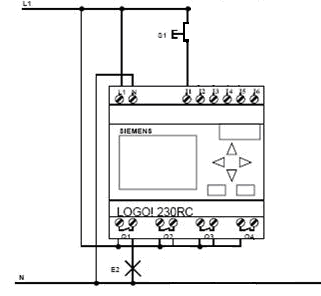 L1
S1
L1 N I1 I2 I3 I4 I5 I6
SIEMENS
LOGO! 230RC
Q1 Q2 Q3 Q4
E2
N